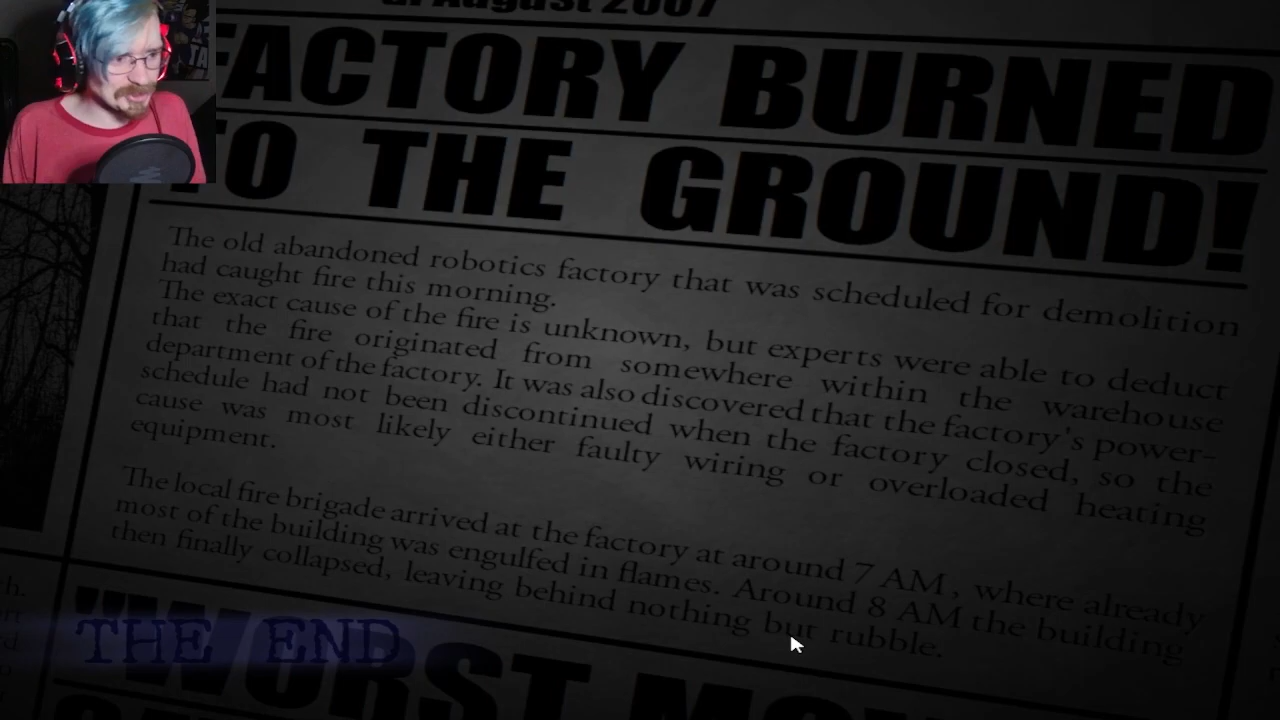 of August 2007
FACTORY BURNED
TO THE GROUND!
The old abandoned robotics factory that was scheduled for demolition
had caught fire this morning.
The exact cause of the fire is unknown, but experts were able to deduct
that the fire originated from somewhere within the warehouse
department of the factory. It was also discovered that the factory's power-
schedule had not been discontinued when the factory closed, so the
cause was most likely either faulty wiring or overloaded heating
equipment.
The local fire brigade arrived at the factory at around 7 AM, where already
most of the building was engulfed in flames. Around 8 AM the building
then finally collapsed, leaving behind nothing but rubble.
THE END
"WORST